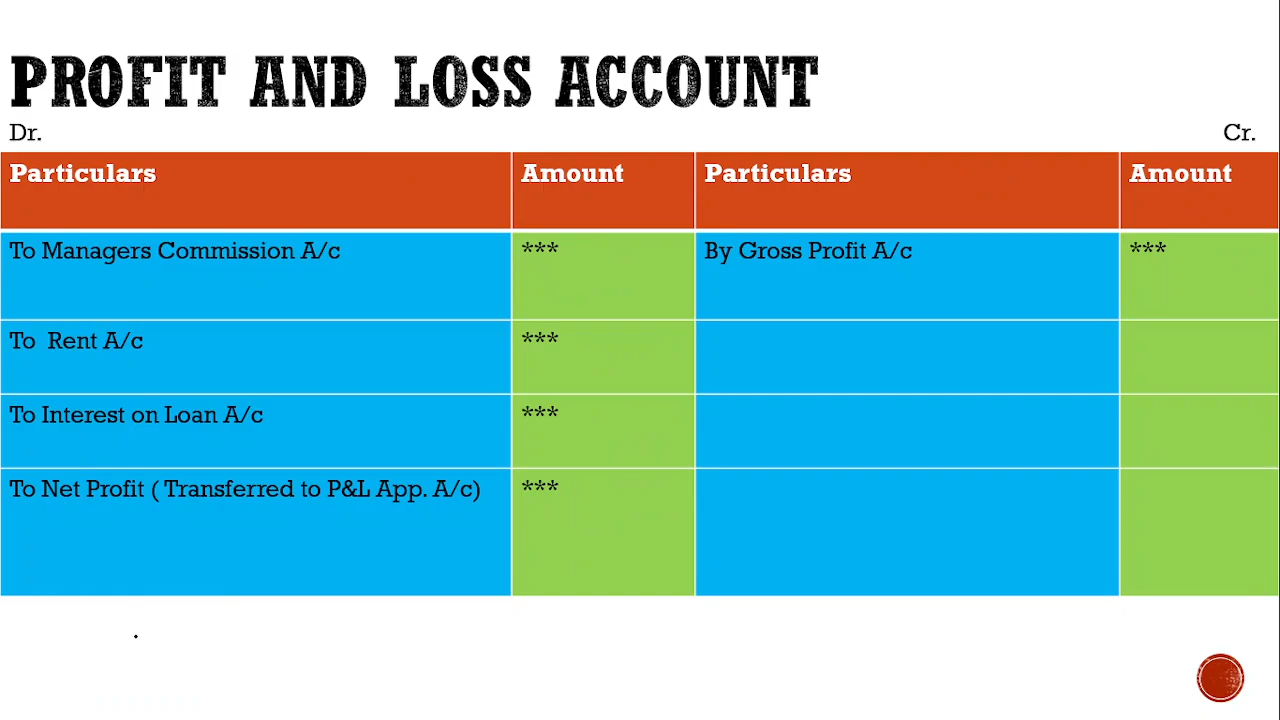 PROFIT AND LOSS ACCOUNT
Dr. Cr.
Particulars Amount Particulars Amount
To Managers Commission A/c *** By Gross Profit A/c ***
To Rent A/c ***
To Interest on Loan A/c ***
To Net Profit ( Transferred to P&L App. A/c) ***